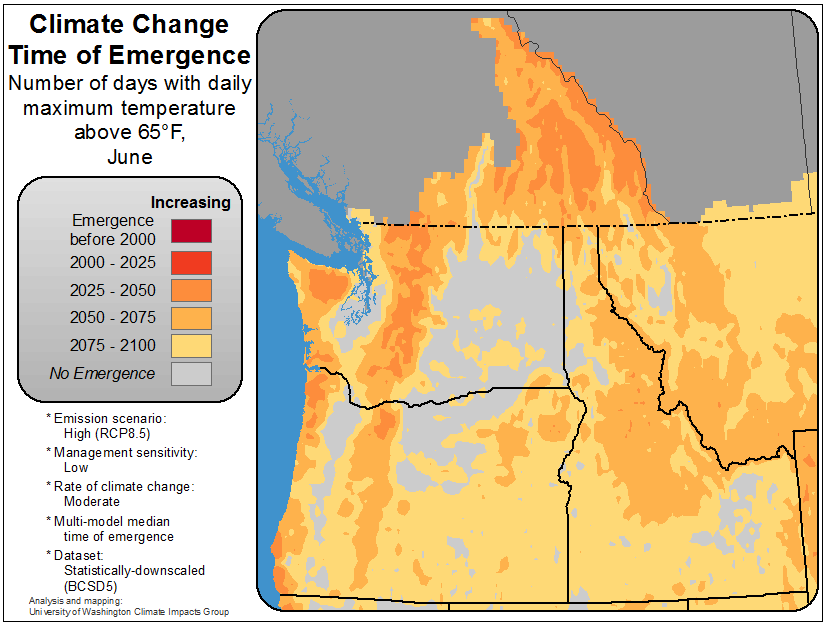 Climate Change
Time of Emergence
Number of days with daily
maximum temperature
above 65°F,
June
Increasing
Emergence
before 2000
2000 - 2025
2025 - 2050
2050 - 2075
2075 - 2100
No Emergence
* Emission scenario:
High (RCP8.5)
* Management sensitivity:
Low
* Rate of climate change:
Moderate
* Multi-model median
time of emergence
* Dataset:
Statistically-downscaled
(BCSD5)
Analysis and mapping:
University of Washington Climate Impacts Group